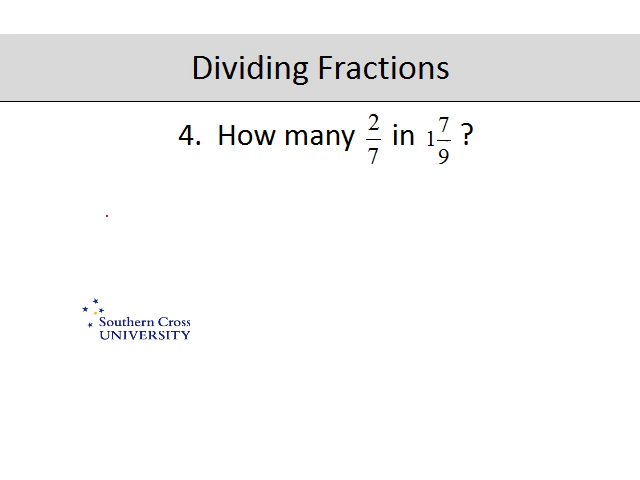 Dividing Fractions
4. How many 2/7 in 1 7/9 ?
Southern Cross
UNIVERSITY